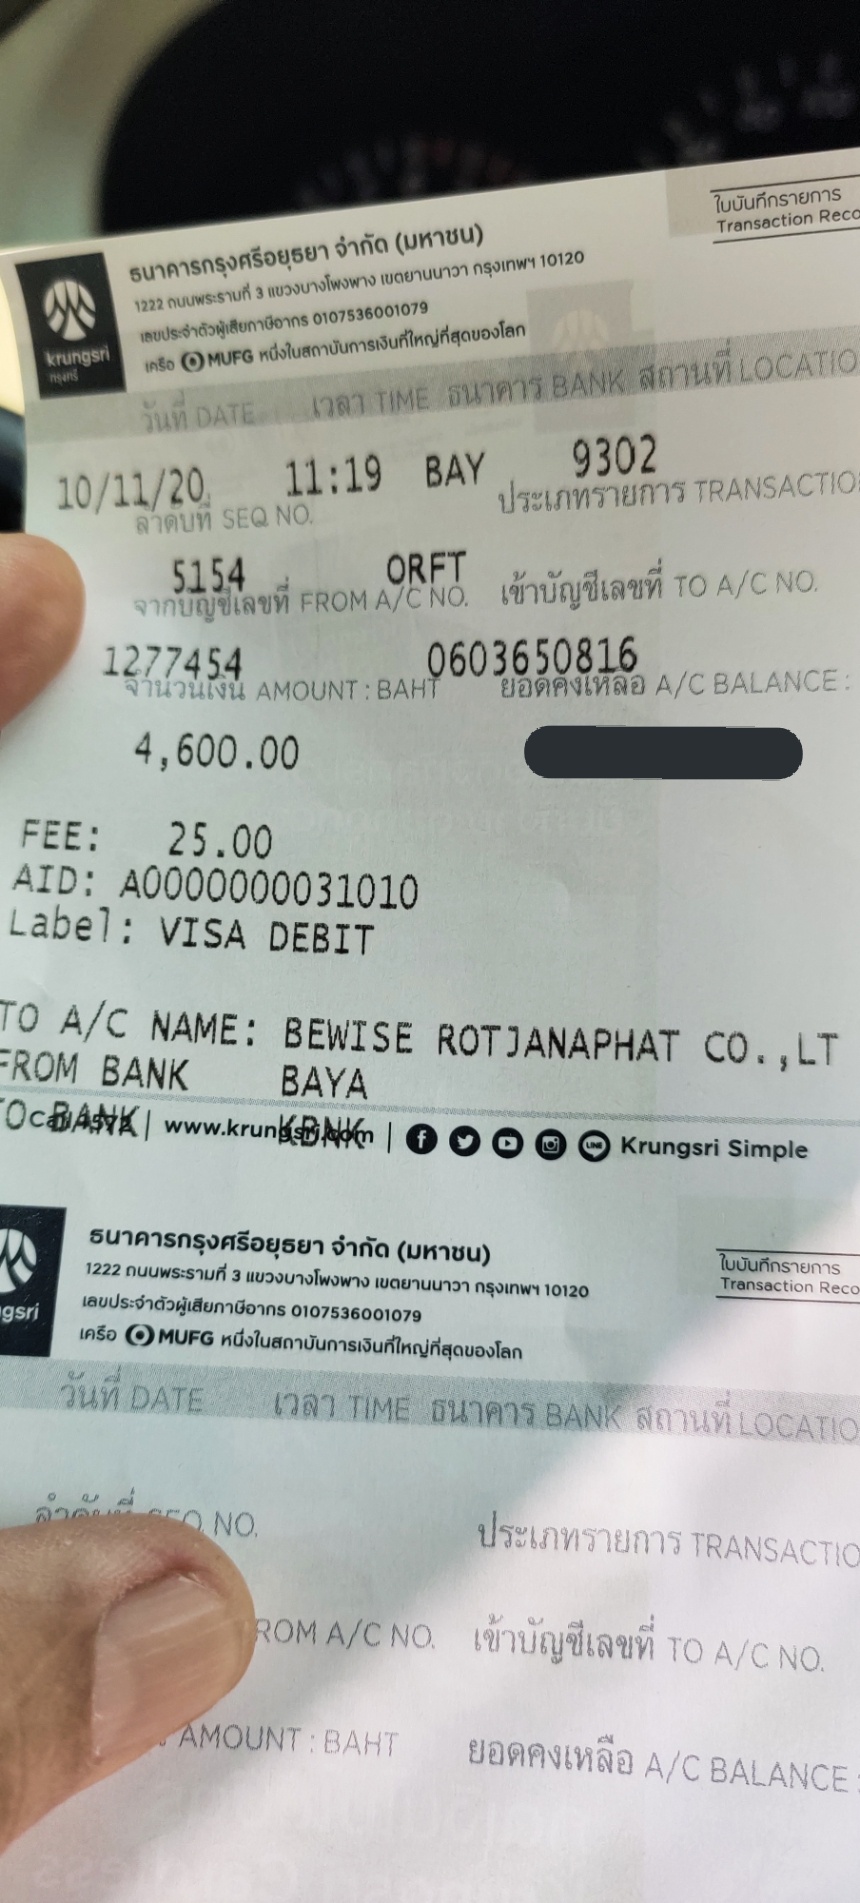 ใบบันทึกรายการ
Transaction Reco
ธนาคารกรุงศรีอยุธยา จำกัด (มหาชน)
1222 ถนนพระรามที่ 3 แขวงบางโพงพาง เขตยานนาวา กรุงเทพฯ 10120
เลขประจำตัวผู้เสียภาษีอากร 0107536001079
เครือ MUFG หนึ่งในสถาบันการเงินที่ใหญ่ที่สุดของโลก
krungsri
กรุงศรี
วันที่ DATE เวลา TIME ธนาคาร BANK สถานที่ LOCATIO
10/11/20 11:19 BAY 9302
ลำดับที่ SEQ NO. ประเภทรายการ TRANSACTIO
5154 ORFT
จากบัญชีเลขที่ FROM A/C NO. เข้าบัญชีเลขที่ TO A/C NO.
1277454 0603650816
จำนวนเงิน AMOUNT : BAHT ยอดคงเหลือ A/C BALANCE :
4,600.00
FEE: 25.00
AID: A0000000031010
Label: VISA DEBIT
TO A/C NAME: BEWISE ROTJANAPHAT CO.,LT
FROM BANK BAYA
TO BANK KBNK
Call 1572 | www.krungsri.com | Krungsri Simple
ธนาคารกรุงศรีอยุธยา จำกัด (มหาชน)
1222 ถนนพระรามที่ 3 แขวงบางโพงพาง เขตยานนาวา กรุงเทพฯ 10120
เลขประจำตัวผู้เสียภาษีอากร 0107536001079
เครือ MUFG หนึ่งในสถาบันการเงินที่ใหญ่ที่สุดของโลก
ngsri
ใบบันทึกรายการ
Transaction Reco
วันที่ DATE เวลา TIME ธนาคาร BANK สถานที่ LOCATIO
ลำดับที่ SEQ NO. ประเภทรายการ TRANSACTIO
ROM A/C NO. เข้าบัญชีเลขที่ TO A/C NO.
AMOUNT : BAHT ยอดคงเหลือ A/C BALANCE :